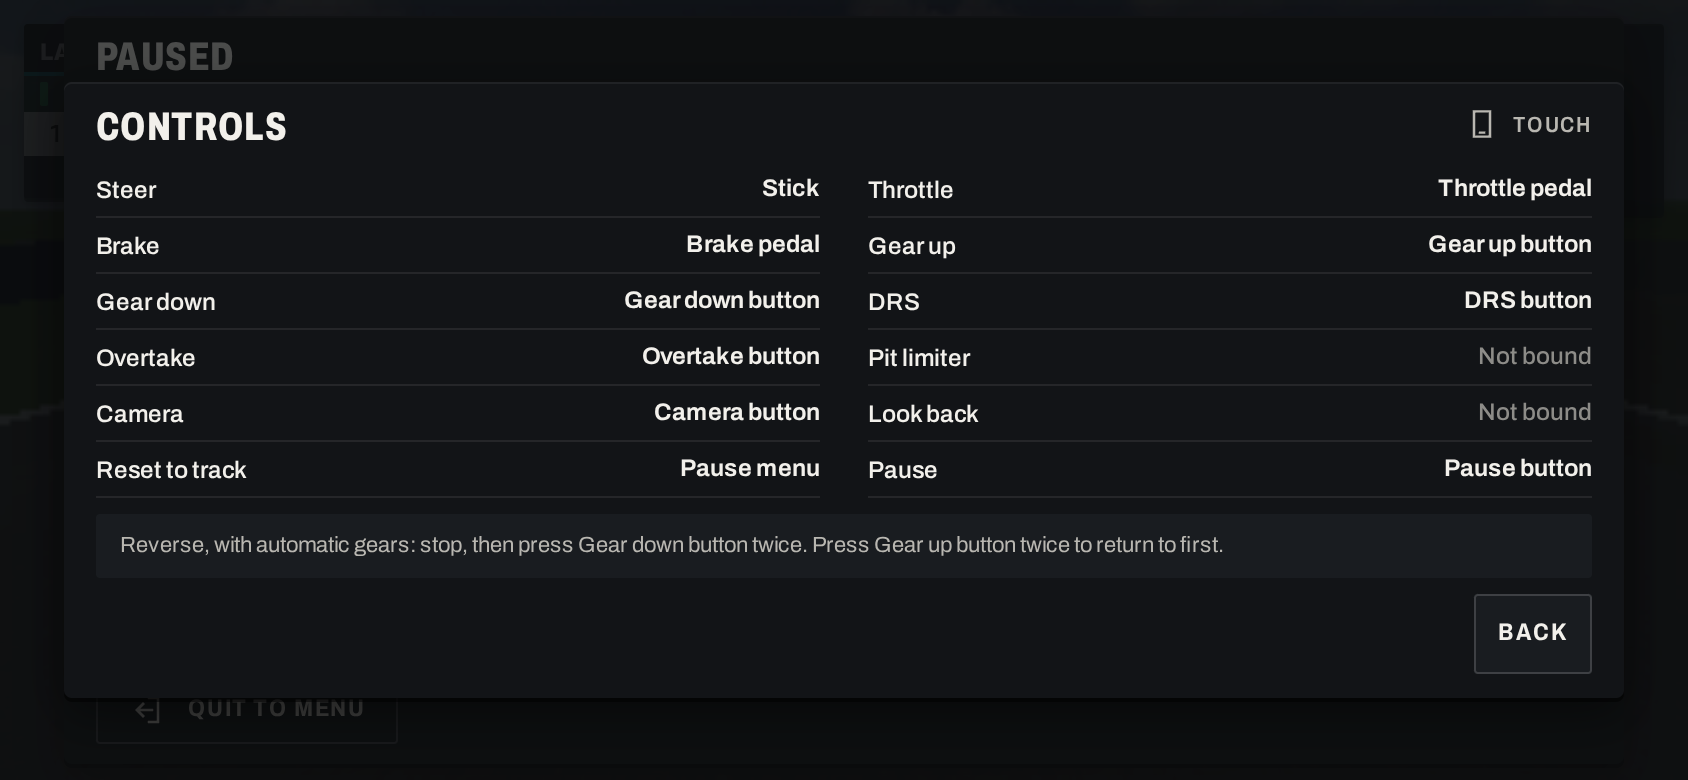 PAUSED
CONTROLS
TOUCH
Steer Stick Throttle Throttle pedal
Brake Brake pedal Gear up Gear up button
Gear down Gear down button DRS DRS button
Overtake Overtake button Pit limiter Not bound
Camera Camera button Look back Not bound
Reset to track Pause menu Pause Pause button
Reverse, with automatic gears: stop, then press Gear down button twice. Press Gear up button twice to return to first.
BACK
QUIT TO MENU